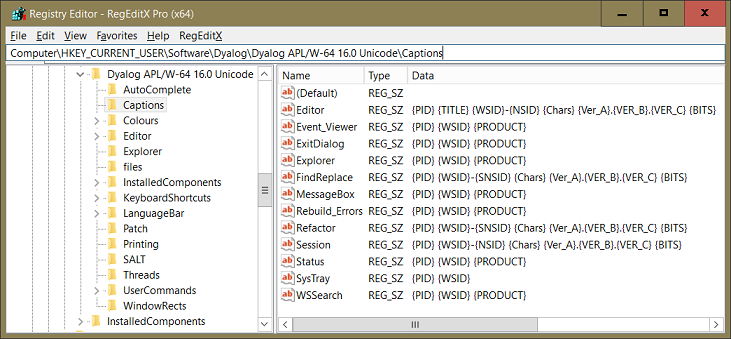 Registry Editor - RegEditX Pro (x64)
File Edit View Favorites Help RegEditX
Computer\HKEY_CURRENT_USER\Software\Dyalog\Dyalog APL/W-64 16.0 Unicode\Captions
Dyalog APL/W-64 16.0 Unicode
AutoComplete
Captions
Colours
Editor
Explorer
files
InstalledComponents
KeyboardShortcuts
LanguageBar
Patch
Printing
SALT
Threads
UserCommands
WindowRects
InstalledComponents
Name Type Data
(Default) REG_SZ
Editor REG_SZ {PID} {TITLE} {WSID}-{NSID} {Chars} {Ver_A}.{VER_B}.{VER_C} {BITS}
Event_Viewer REG_SZ {PID} {WSID} {PRODUCT}
ExitDialog REG_SZ {PID} {WSID} {PRODUCT}
Explorer REG_SZ {PID} {WSID} {PRODUCT}
FindReplace REG_SZ {PID} {WSID}-{SNSID} {Chars} {Ver_A}.{VER_B}.{VER_C} {BITS}
MessageBox REG_SZ {PID} {WSID} {PRODUCT}
Rebuild_Errors REG_SZ {PID} {WSID} {PRODUCT}
Refactor REG_SZ {PID} {WSID}-{SNSID} {Chars} {Ver_A}.{VER_B}.{VER_C} {BITS}
Session REG_SZ {PID} {WSID}-{NSID} {Chars} {Ver_A}.{VER_B}.{VER_C} {BITS}
Status REG_SZ {PID} {WSID} {PRODUCT}
SysTray REG_SZ {PID} {WSID}
WSSearch REG_SZ {PID} {WSID} {PRODUCT}